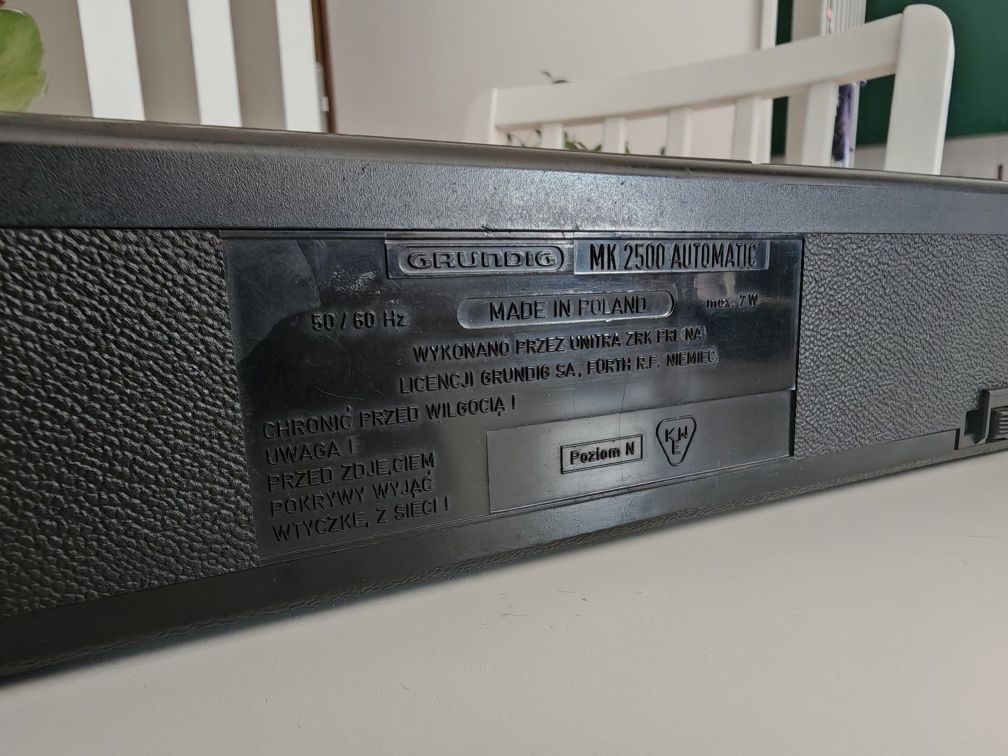 GRUNDIG MK 2500 AUTOMATIC
50/60 Hz MADE IN POLAND max. 7W
WYKONANO PRZEZ UNITRA ZRK PRL NA
LICENCJI GRUNDIG SA, FÜRTH R.F. NIEMIEC
CHRONIĆ PRZED WILGOCIĄ !
UWAGA !
PRZED ZDJĘCIEM
POKRYWY WYJĄĆ
WTYCZKĘ Z SIECI !
Poziom N
KWE